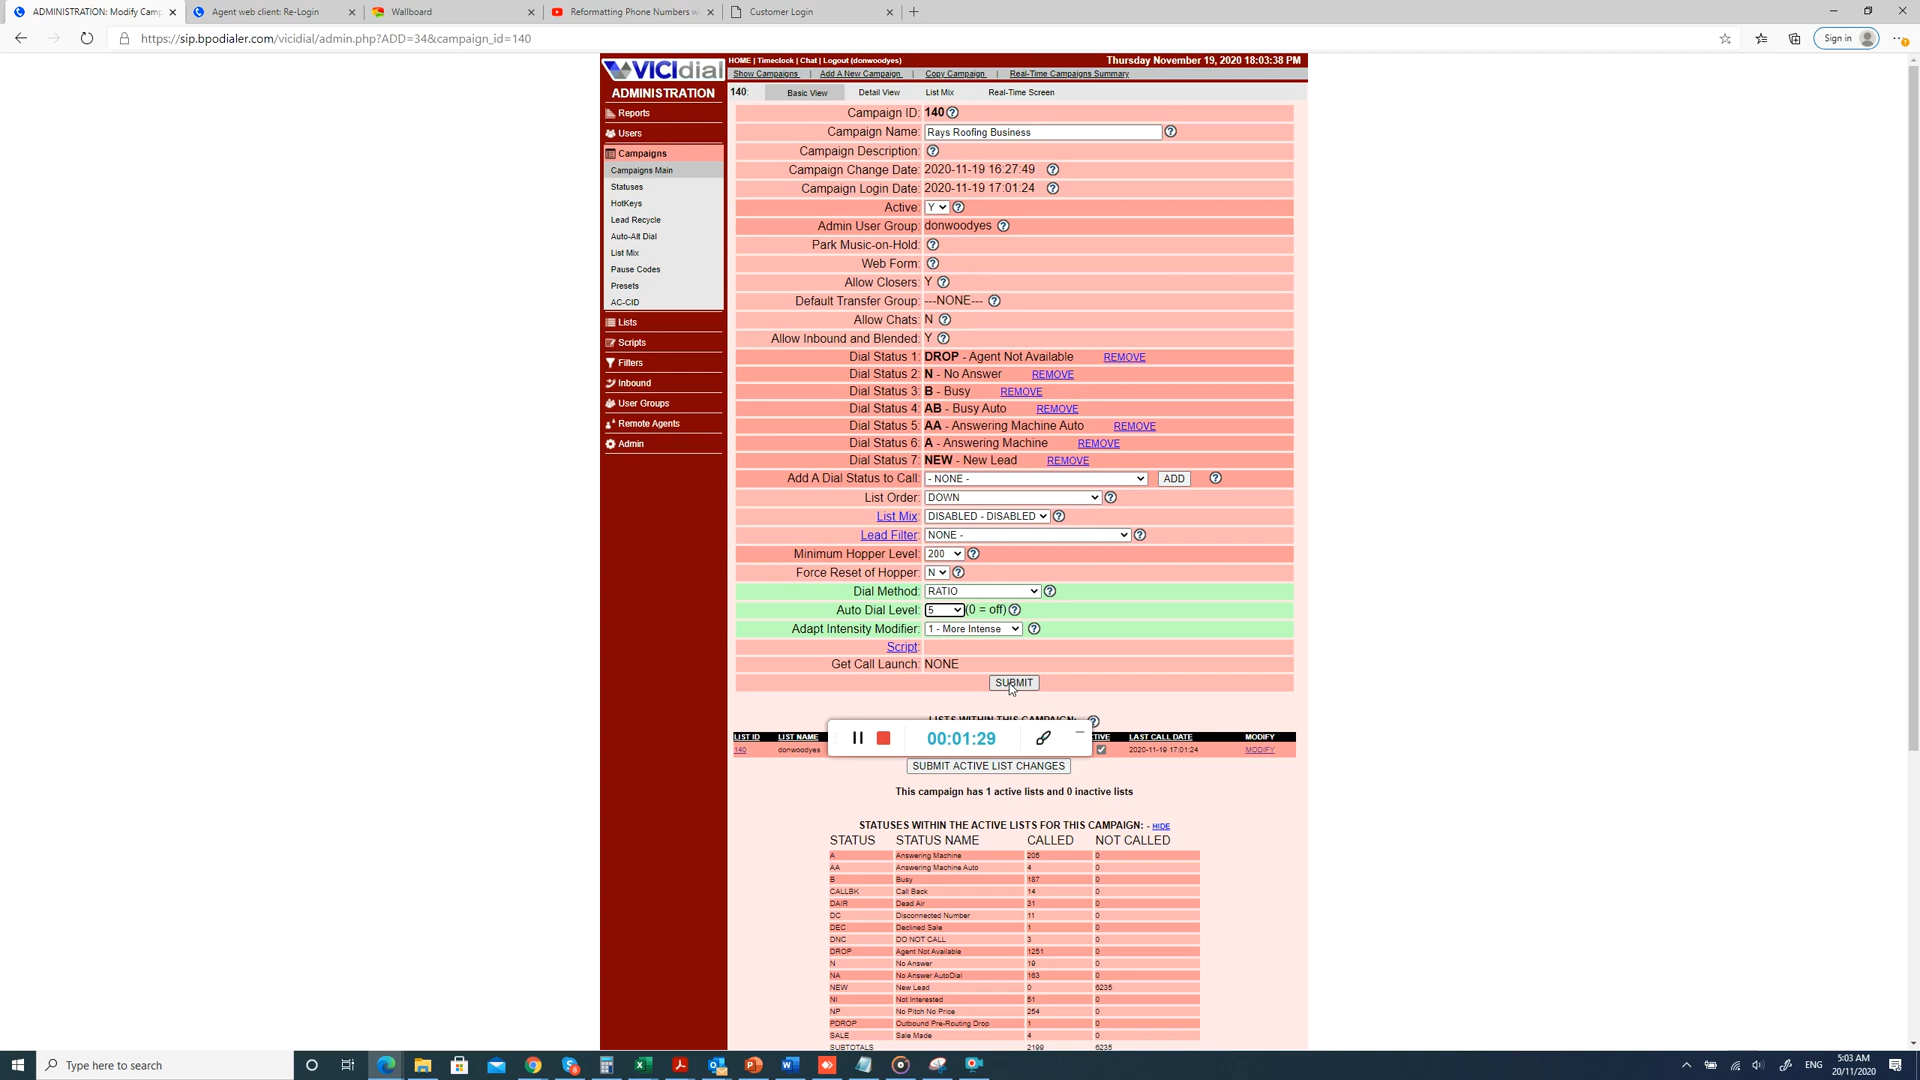 ADMINISTRATION: Modify Camp
Agent web client: Re-Login
Wallboard
Reformatting Phone Numbers w
Customer Login
https://sip.bpodialer.com/vicidial/admin.php?ADD=34&campaign_id=140
Sign in
VICIdial
HOME | Timeclock | Chat | Logout (donwoodyes)
Thursday November 19, 2020 18:03:38 PM
Show Campaigns | Add A New Campaign | Copy Campaign | Real-Time Campaigns Summary
ADMINISTRATION
140: Basic View Detail View List Mix Real-Time Screen
Reports
Users
Campaigns
Campaigns Main
Statuses
HotKeys
Lead Recycle
Auto-Alt Dial
List Mix
Pause Codes
Presets
AC-CID
Lists
Scripts
Filters
Inbound
User Groups
Remote Agents
Admin
Campaign ID: 140
Campaign Name: Rays Roofing Business
Campaign Description:
Campaign Change Date: 2020-11-19 16:27:49
Campaign Login Date: 2020-11-19 17:01:24
Active: Y
Admin User Group: donwoodyes
Park Music-on-Hold:
Web Form:
Allow Closers: Y
Default Transfer Group: ---NONE---
Allow Chats: N
Allow Inbound and Blended: Y
Dial Status 1: DROP - Agent Not Available REMOVE
Dial Status 2: N - No Answer REMOVE
Dial Status 3: B - Busy REMOVE
Dial Status 4: AB - Busy Auto REMOVE
Dial Status 5: AA - Answering Machine Auto REMOVE
Dial Status 6: A - Answering Machine REMOVE
Dial Status 7: NEW - New Lead REMOVE
Add A Dial Status to Call: - NONE - ADD
List Order: DOWN
List Mix: DISABLED - DISABLED
Lead Filter: NONE -
Minimum Hopper Level: 200
Force Reset of Hopper: N
Dial Method: RATIO
Auto Dial Level: 5 (0 = off)
Adapt Intensity Modifier: 1 - More Intense
Script:
Get Call Launch: NONE
SUBMIT
LISTS WITHIN THIS CAMPAIGN:
LIST ID LIST NAME TIVE LAST CALL DATE MODIFY
140 donwoodyes 2020-11-19 17:01:24 MODIFY
00:01:29
SUBMIT ACTIVE LIST CHANGES
This campaign has 1 active lists and 0 inactive lists
STATUSES WITHIN THE ACTIVE LISTS FOR THIS CAMPAIGN: - HIDE
STATUS STATUS NAME CALLED NOT CALLED
A Answering Machine 205 0
AA Answering Machine Auto 4 0
B Busy 187 0
CALLBK Call Back 14 0
DAIR Dead Air 31 0
DC Disconnected Number 11 0
DEC Declined Sale 1 0
DNC DO NOT CALL 3 0
DROP Agent Not Available 1251 0
N No Answer 19 0
NA No Answer AutoDial 163 0
NEW New Lead 0 6235
NI Not Interested 51 0
NP No Pitch No Price 254 0
PDROP Outbound Pre-Routing Drop 1 0
SALE Sale Made 4 0
SUBTOTALS 2199 6235
Type here to search
ENG
5:03 AM
20/11/2020